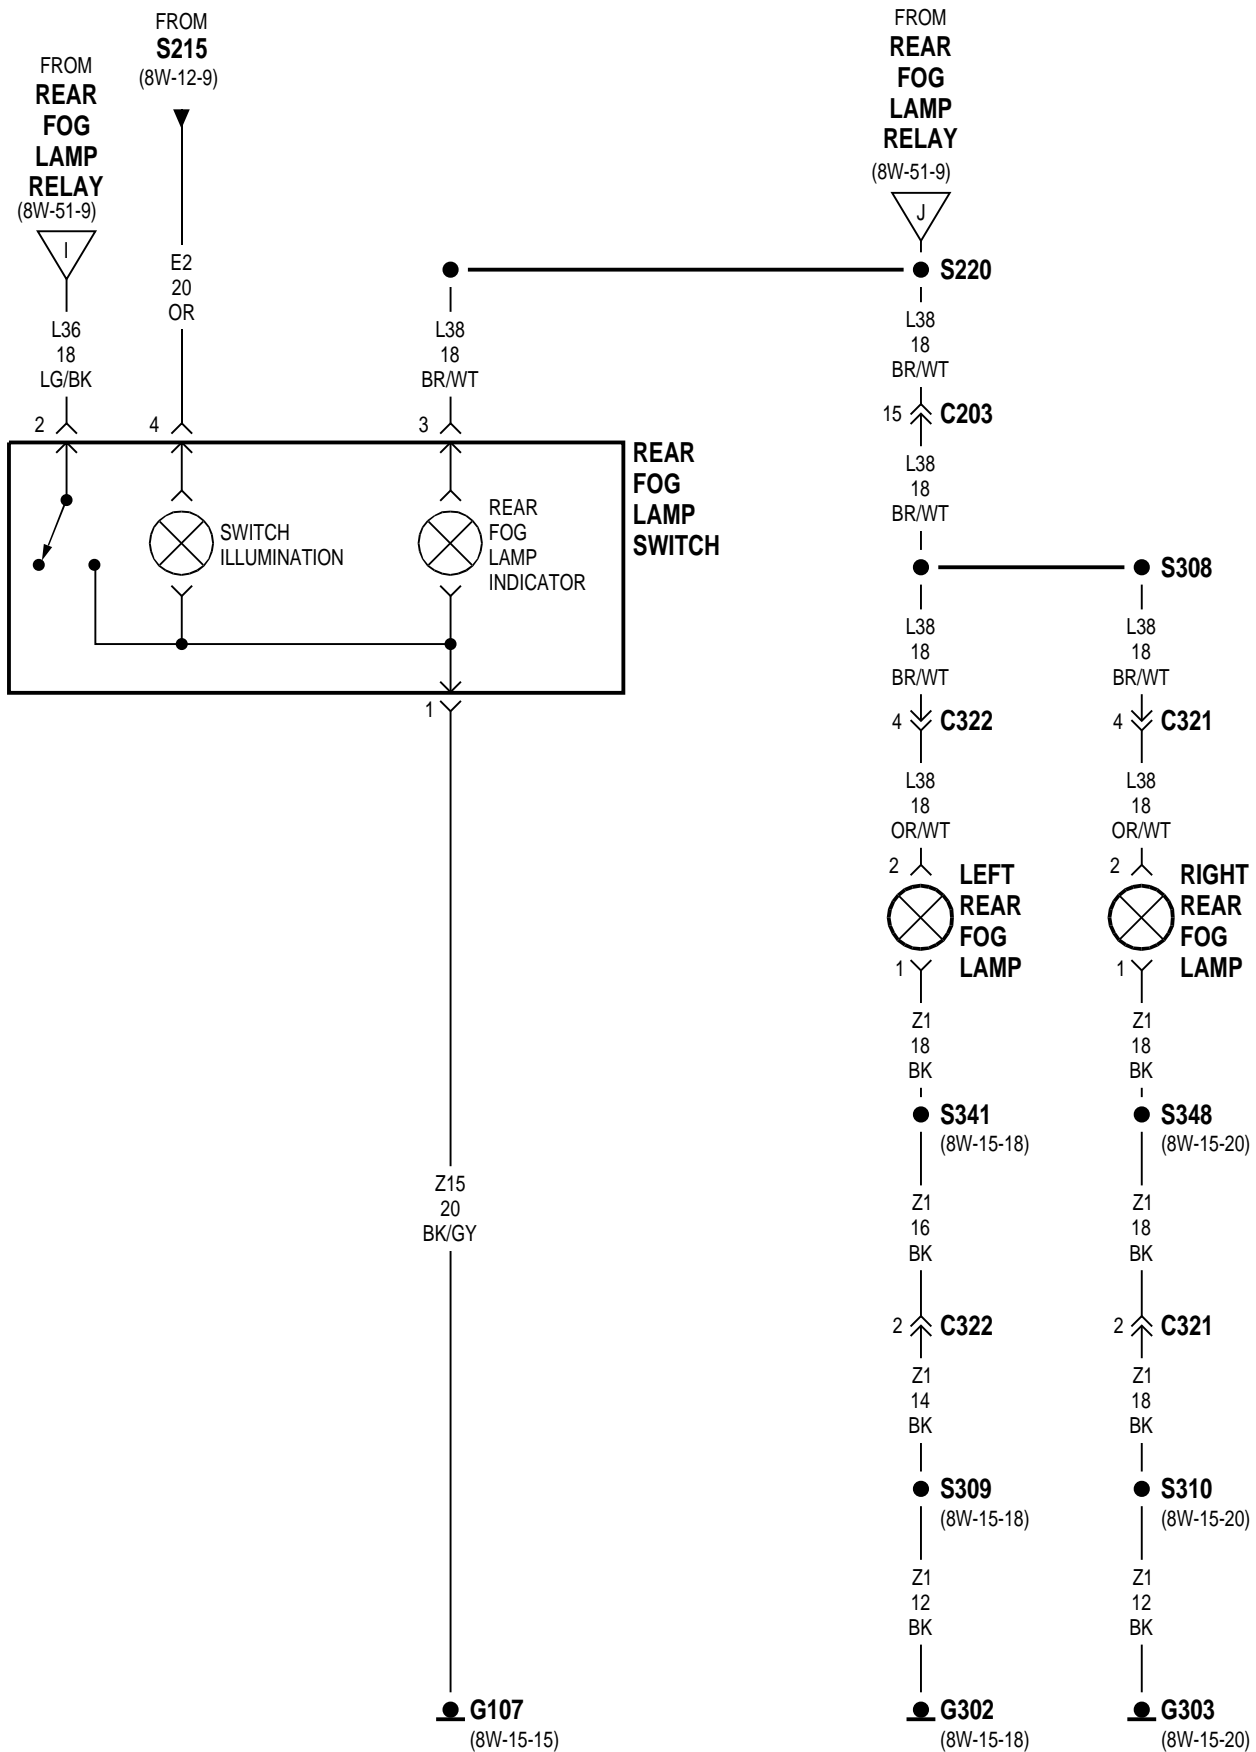 FROM
S215
(8W-12-9)
FROM
REAR
FOG
LAMP
RELAY
(8W-51-9)
I
FROM
REAR
FOG
LAMP
RELAY
(8W-51-9)
J
S220
E2
20
OR
L36
18
LG/BK
L38
18
BR/WT
L38
18
BR/WT
2
4
3
15
C203
REAR
FOG
LAMP
SWITCH
SWITCH
ILLUMINATION
REAR
FOG
LAMP
INDICATOR
L38
18
BR/WT
S308
L38
18
BR/WT
L38
18
BR/WT
1
4
C322
4
C321
L38
18
OR/WT
L38
18
OR/WT
2
LEFT
REAR
FOG
LAMP
1
2
RIGHT
REAR
FOG
LAMP
1
Z1
18
BK
Z1
18
BK
S341
(8W-15-18)
S348
(8W-15-20)
Z15
20
BK/GY
Z1
16
BK
Z1
18
BK
2
C322
2
C321
Z1
14
BK
Z1
18
BK
S309
(8W-15-18)
S310
(8W-15-20)
Z1
12
BK
Z1
12
BK
G107
(8W-15-15)
G302
(8W-15-18)
G303
(8W-15-20)